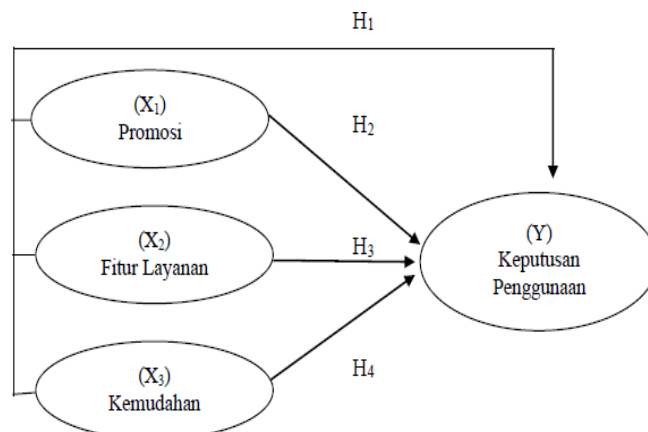 H₁
(X₁)
Promosi
H₂
(X₂)
Fitur Layanan
H₃
(Y)
Keputusan
Penggunaan
(X₃)
Kemudahan
H₄